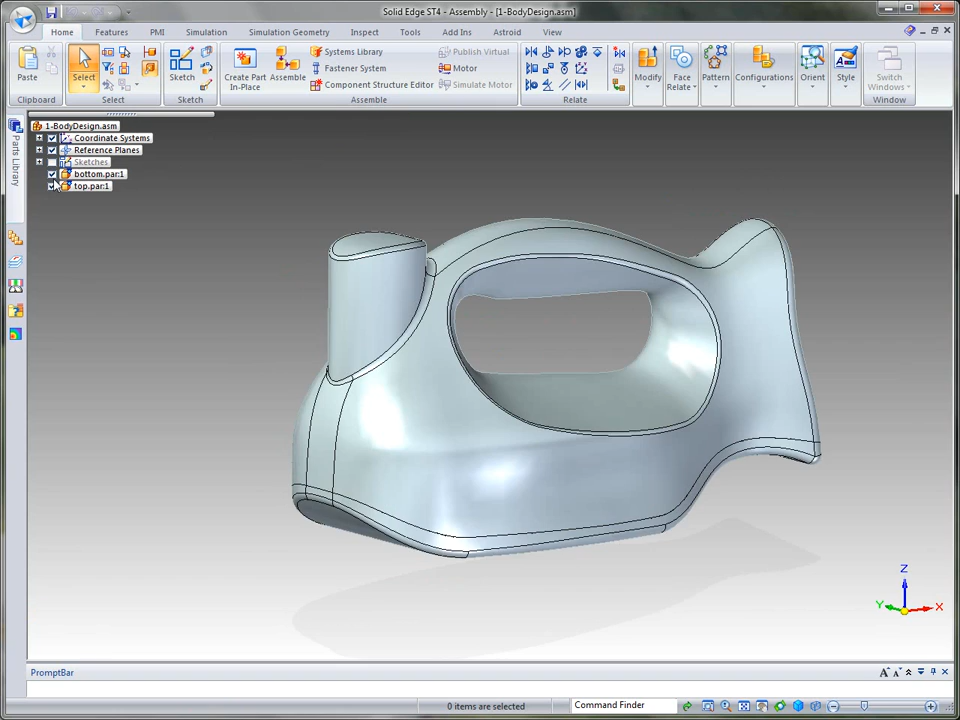 Solid Edge ST4 - Assembly - [1-BodyDesign.asm]
Home Features PMI Simulation Simulation Geometry Inspect Tools Add Ins Astroid View
Paste
Select
Sketch
Create Part In-Place
Assemble
Systems Library
Fastener System
Component Structure Editor
Publish Virtual
Motor
Simulate Motor
Modify
Face Relate
Pattern
Configurations
Orient
Style
Switch Windows
Clipboard Select Sketch Assemble Relate Window
Parts Library
1-BodyDesign.asm
Coordinate Systems
Reference Planes
Sketches
bottom.par:1
top.par:1
Z
Y
X
PromptBar
0 items are selected
Command Finder